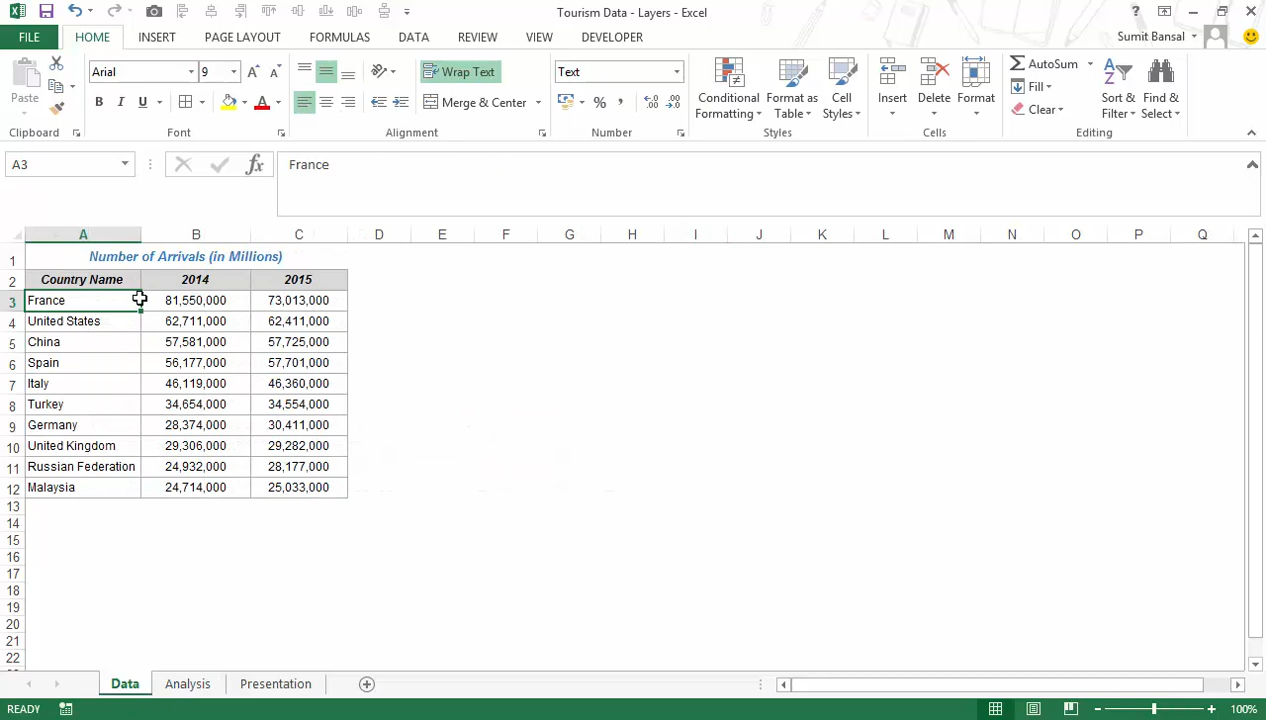 Tourism Data - Layers - Excel
FILE HOME INSERT PAGE LAYOUT FORMULAS DATA REVIEW VIEW DEVELOPER Sumit Bansal
Paste
Arial 9
B I U A
Wrap Text
Merge & Center
Text
%
Conditional Formatting
Format as Table
Cell Styles
Insert Delete Format
AutoSum
Fill
Clear
Sort & Filter
Find & Select
Clipboard Font Alignment Number Styles Cells Editing
A3 fx France
A B C D E F G H I J K L M N O P Q
1 Number of Arrivals (in Millions)
2 Country Name 2014 2015
3 France 81,550,000 73,013,000
4 United States 62,711,000 62,411,000
5 China 57,581,000 57,725,000
6 Spain 56,177,000 57,701,000
7 Italy 46,119,000 46,360,000
8 Turkey 34,654,000 34,554,000
9 Germany 28,374,000 30,411,000
10 United Kingdom 29,306,000 29,282,000
11 Russian Federation 24,932,000 28,177,000
12 Malaysia 24,714,000 25,033,000
13
14
15
16
17
18
19
20
21
22
Data Analysis Presentation
READY 100%